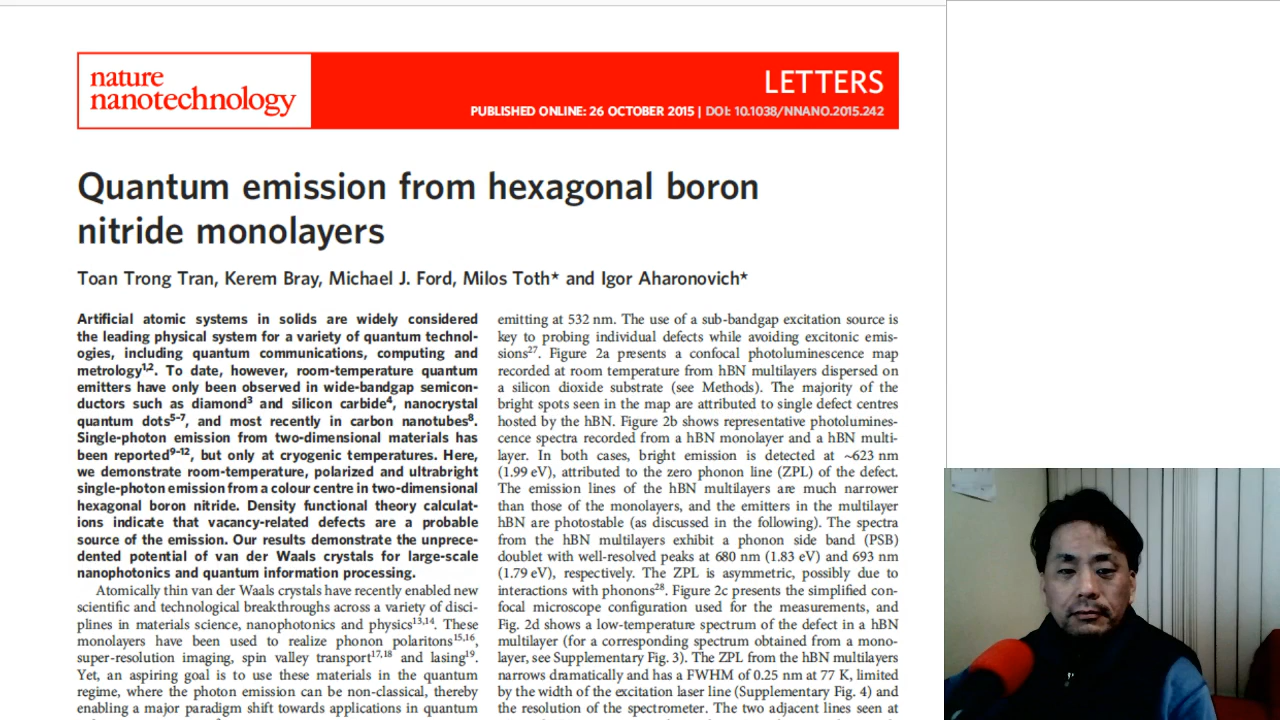 nature
nanotechnology
LETTERS
PUBLISHED ONLINE: 26 OCTOBER 2015 | DOI: 10.1038/NNANO.2015.242
Quantum emission from hexagonal boron
nitride monolayers
Toan Trong Tran, Kerem Bray, Michael J. Ford, Milos Toth* and Igor Aharonovich*
Artificial atomic systems in solids are widely considered
the leading physical system for a variety of quantum technol-
ogies, including quantum communications, computing and
metrology1,2. To date, however, room-temperature quantum
emitters have only been observed in wide-bandgap semicon-
ductors such as diamond3 and silicon carbide4, nanocrystal
quantum dots5–7, and most recently in carbon nanotubes8.
Single-photon emission from two-dimensional materials has
been reported9–12, but only at cryogenic temperatures. Here,
we demonstrate room-temperature, polarized and ultrabright
single-photon emission from a colour centre in two-dimensional
hexagonal boron nitride. Density functional theory calculat-
ions indicate that vacancy-related defects are a probable
source of the emission. Our results demonstrate the unprece-
dented potential of van der Waals crystals for large-scale
nanophotonics and quantum information processing.
Atomically thin van der Waals crystals have recently enabled new
scientific and technological breakthroughs across a variety of disci-
plines in materials science, nanophotonics and physics13,14. These
monolayers have been used to realize phonon polaritons15,16,
super-resolution imaging, spin valley transport17,18 and lasing19.
Yet, an aspiring goal is to use these materials in the quantum
regime, where the photon emission can be non-classical, thereby
enabling a major paradigm shift towards applications in quantum
emitting at 532 nm. The use of a sub-bandgap excitation source is
key to probing individual defects while avoiding excitonic emis-
sions27. Figure 2a presents a confocal photoluminescence map
recorded at room temperature from hBN multilayers dispersed on
a silicon dioxide substrate (see Methods). The majority of the
bright spots seen in the map are attributed to single defect centres
hosted by the hBN. Figure 2b shows representative photolumines-
cence spectra recorded from a hBN monolayer and a hBN multi-
layer. In both cases, bright emission is detected at ~623 nm
(1.99 eV), attributed to the zero phonon line (ZPL) of the defect.
The emission lines of the hBN multilayers are much narrower
than those of the monolayers, and the emitters in the multilayer
hBN are photostable (as discussed in the following). The spectra
from the hBN multilayers exhibit a phonon side band (PSB)
doublet with well-resolved peaks at 680 nm (1.83 eV) and 693 nm
(1.79 eV), respectively. The ZPL is asymmetric, possibly due to
interactions with phonons28. Figure 2c presents the simplified con-
focal microscope configuration used for the measurements, and
Fig. 2d shows a low-temperature spectrum of the defect in a hBN
multilayer (for a corresponding spectrum obtained from a mono-
layer, see Supplementary Fig. 3). The ZPL from the hBN multilayers
narrows dramatically and has a FWHM of 0.25 nm at 77 K, limited
by the width of the excitation laser line (Supplementary Fig. 4) and
the resolution of the spectrometer. The two adjacent lines seen at